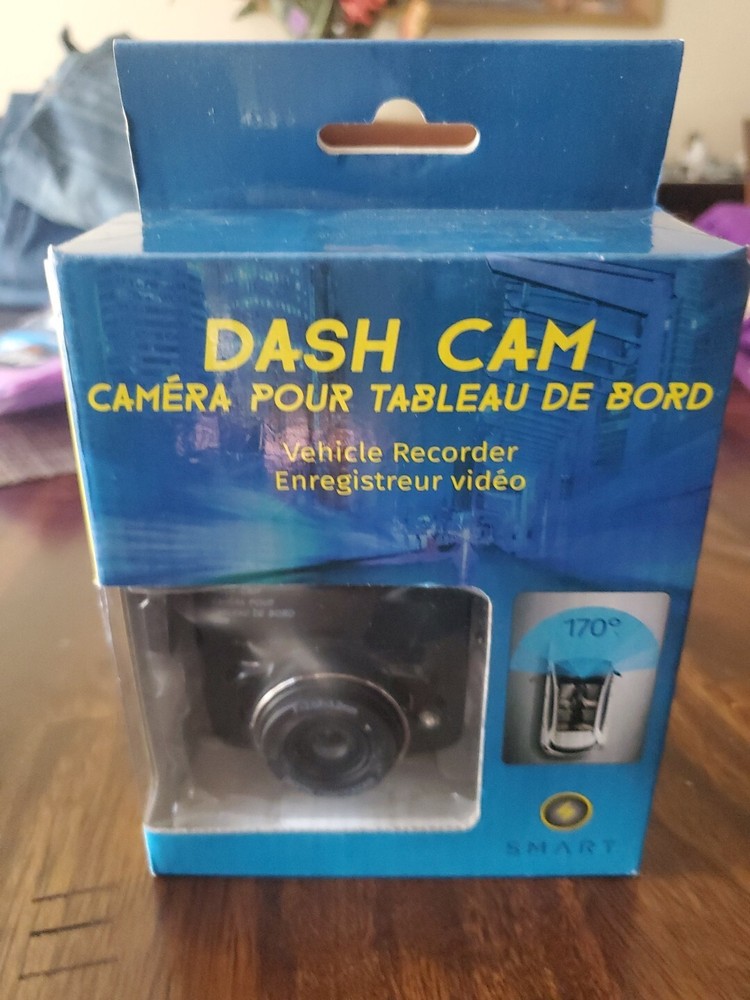 DASH CAM
CAMÉRA POUR TABLEAU DE BORD
Vehicle Recorder
Enregistreur vidéo
170°
SMART